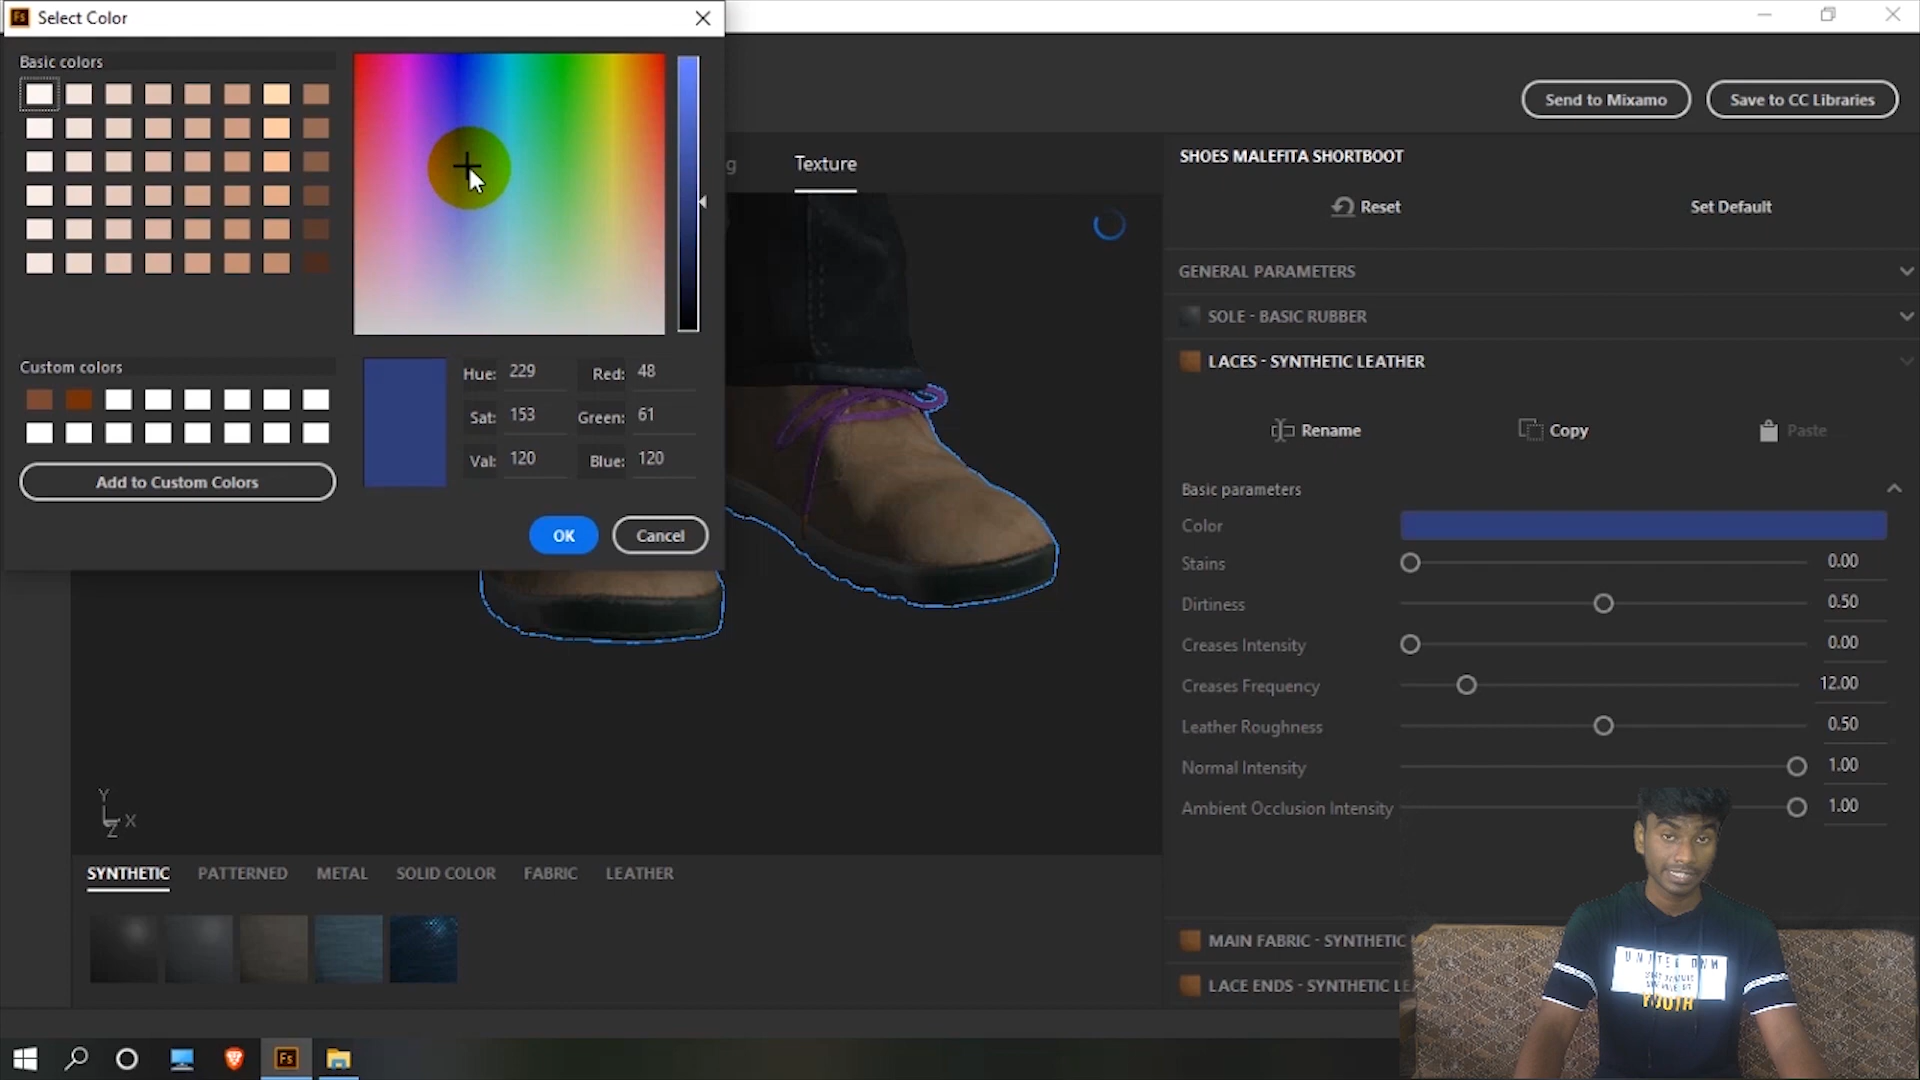 Fs Select Color
Basic colors
Custom colors
Add to Custom Colors
Hue: 229 Red: 48
Sat: 153 Green: 61
Val: 120 Blue: 120
OK Cancel
Send to Mixamo Save to CC Libraries
g Texture
SHOES MALEFITA SHORTBOOT
Reset Set Default
GENERAL PARAMETERS
SOLE - BASIC RUBBER
LACES - SYNTHETIC LEATHER
Rename Copy Paste
Basic parameters
Color
Stains 0.00
Dirtiness 0.50
Creases Intensity 0.00
Creases Frequency 12.00
Leather Roughness 0.50
Normal Intensity 1.00
Ambient Occlusion Intensity 1.00
MAIN FABRIC - SYNTHETIC
LACE ENDS - SYNTHETIC LE
Y
X
Z
SYNTHETIC PATTERNED METAL SOLID COLOR FABRIC LEATHER
YOUTH
Fs